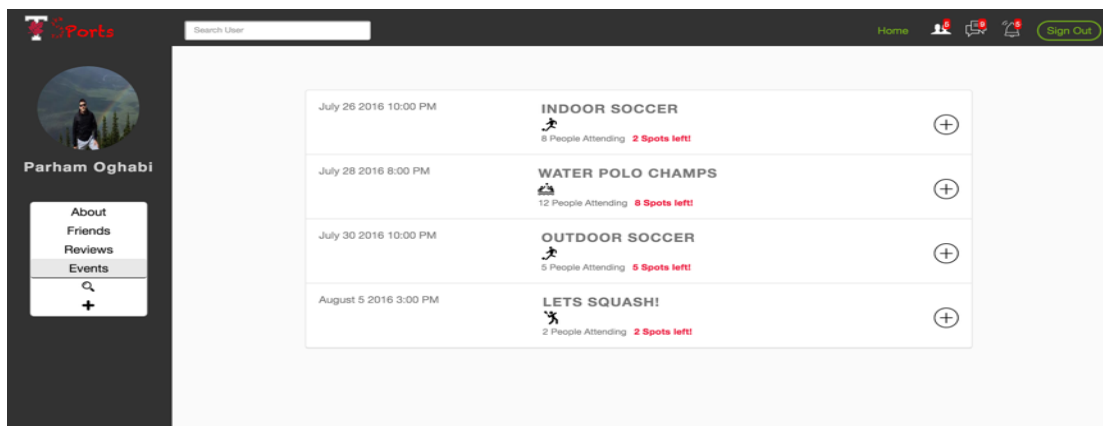 T SPorts
Search User
Home
5
9
5
Sign Out
Parham Oghabi
About
Friends
Reviews
Events
July 26 2016 10:00 PM
INDOOR SOCCER
8 People Attending 2 Spots left!
July 28 2016 8:00 PM
WATER POLO CHAMPS
12 People Attending 8 Spots left!
July 30 2016 10:00 PM
OUTDOOR SOCCER
5 People Attending 5 Spots left!
August 5 2016 3:00 PM
LETS SQUASH!
2 People Attending 2 Spots left!